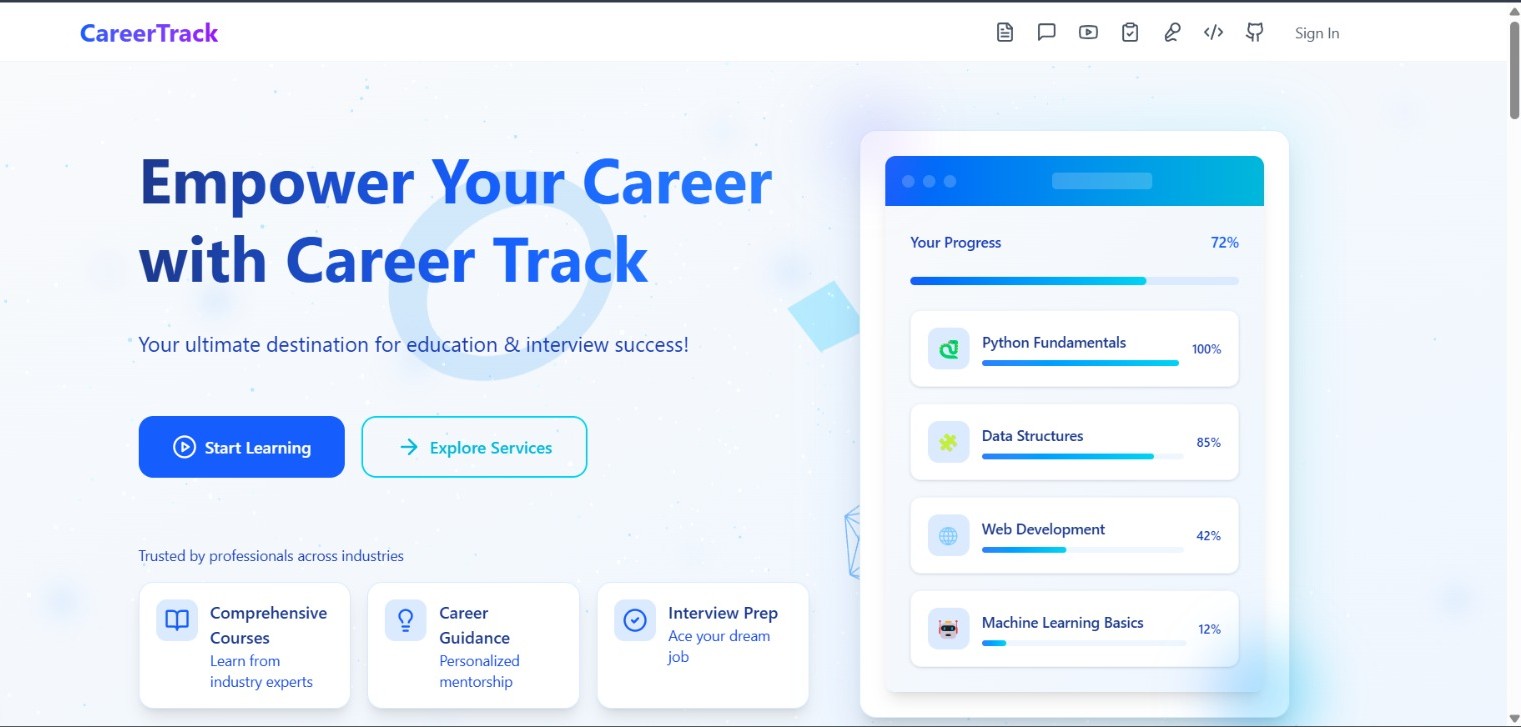 CareerTrack
Sign In
Empower Your Career
with Career Track
Your ultimate destination for education & interview success!
Start Learning
Explore Services
Trusted by professionals across industries
Comprehensive
Courses
Learn from
industry experts
Career
Guidance
Personalized
mentorship
Interview Prep
Ace your dream
job
Your Progress 72%
Python Fundamentals 100%
Data Structures 85%
Web Development 42%
Machine Learning Basics 12%